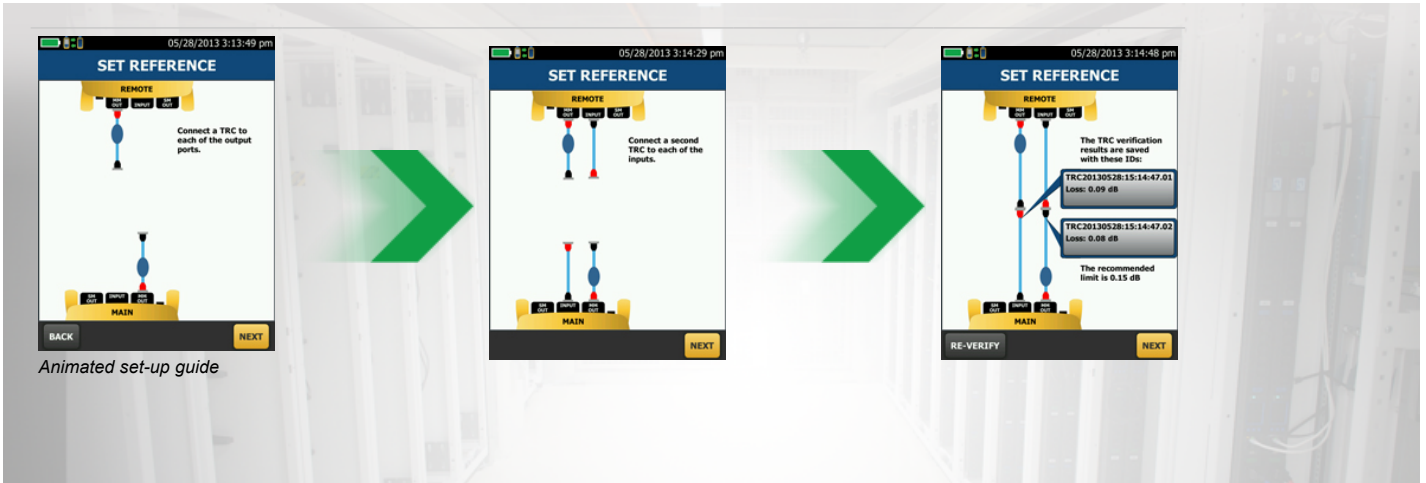 05/28/2013 3:13:49 pm
SET REFERENCE
REMOTE
MM OUT INPUT SM OUT
Connect a TRC to
each of the output
ports.
SM OUT INPUT MM OUT
MAIN
BACK NEXT
Animated set-up guide
05/28/2013 3:14:29 pm
SET REFERENCE
REMOTE
MM OUT INPUT SM OUT
Connect a second
TRC to each of the
inputs.
SM OUT INPUT MM OUT
MAIN
NEXT
05/28/2013 3:14:48 pm
SET REFERENCE
REMOTE
MM OUT INPUT SM OUT
The TRC verification
results are saved
with these IDs:
TRC20130528:15:14:47.01
Loss: 0.09 dB
TRC20130528:15:14:47.02
Loss: 0.08 dB
The recommended
limit is 0.15 dB
SM OUT INPUT MM OUT
MAIN
RE-VERIFY NEXT